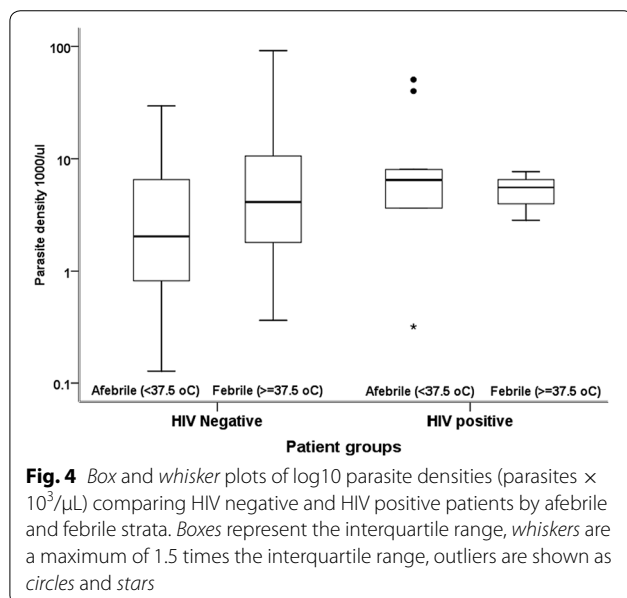 100
10
1
0.1
Parasite density 1000/ul
Afebrile (<37.5 oC) Febrile (>=37.5 oC) Afebrile (<37.5 oC) Febrile (>=37.5 oC)
HIV Negative HIV positive
Patient groups
*
Fig. 4 Box and whisker plots of log10 parasite densities (parasites ×
10³/µL) comparing HIV negative and HIV positive patients by afebrile
and febrile strata. Boxes represent the interquartile range, whiskers are
a maximum of 1.5 times the interquartile range, outliers are shown as
circles and stars